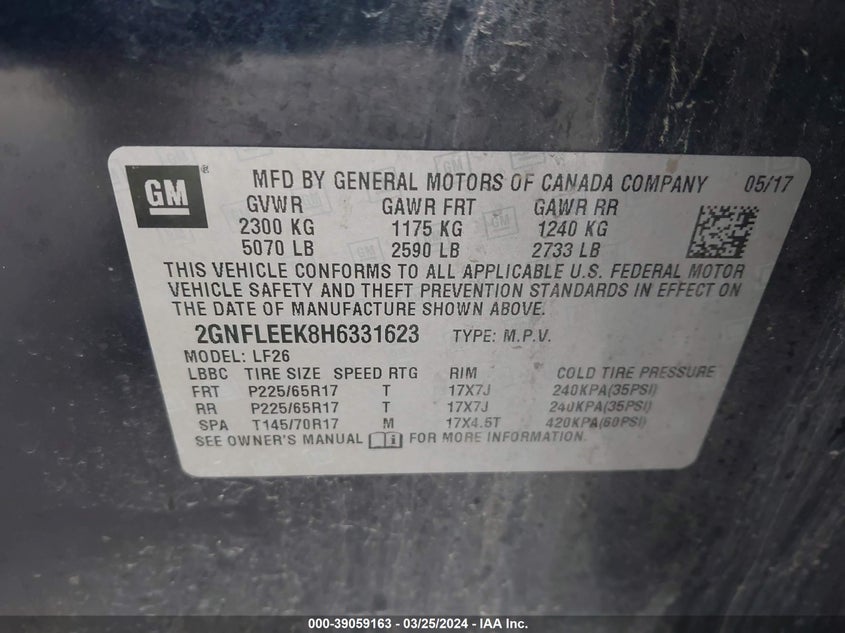 GM ®
MFD BY GENERAL MOTORS OF CANADA COMPANY 05/17
GVWR GAWR FRT GAWR RR
2300 KG 1175 KG 1240 KG
5070 LB 2590 LB 2733 LB
THIS VEHICLE CONFORMS TO ALL APPLICABLE U.S. FEDERAL MOTOR
VEHICLE SAFETY AND THEFT PREVENTION STANDARDS IN EFFECT ON
THE DATE OF MANUFACTURE SHOWN ABOVE.
2GNFLEEK8H6331623 TYPE: M.P.V.
MODEL: LF26
LBBC TIRE SIZE SPEED RTG RIM COLD TIRE PRESSURE
FRT P225/65R17 T 17X7J 240KPA(35PSI)
RR P225/65R17 T 17X7J 240KPA(35PSI)
SPA T145/70R17 M 17X4.5T 420KPA(60PSI)
SEE OWNER'S MANUAL FOR MORE INFORMATION.
000-39059163 - 03/25/2024 - IAA Inc.